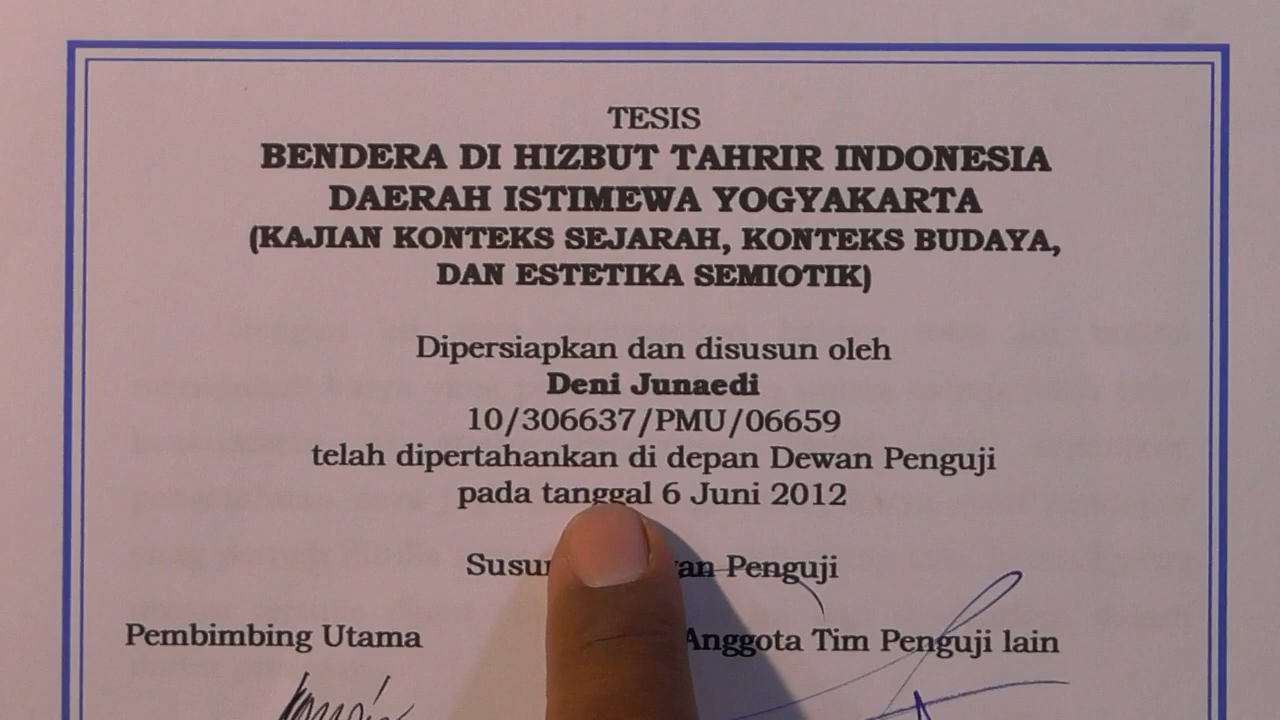 TESIS
BENDERA DI HIZBUT TAHRIR INDONESIA
DAERAH ISTIMEWA YOGYAKARTA
(KAJIAN KONTEKS SEJARAH, KONTEKS BUDAYA,
DAN ESTETIKA SEMIOTIK)
Dipersiapkan dan disusun oleh
Deni Junaedi
10/306637/PMU/06659
telah dipertahankan di depan Dewan Penguji
pada tanggal 6 Juni 2012
Penguji
Pembimbing Utama
Anggota Tim Penguji lain